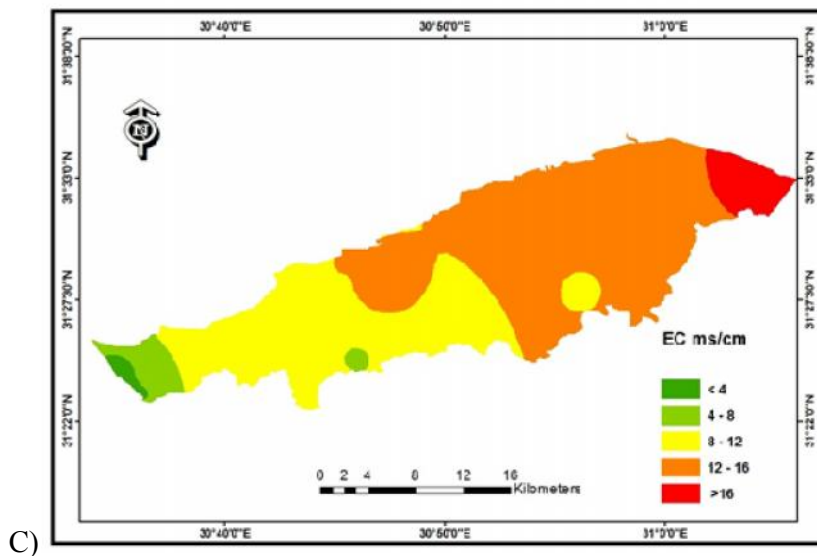 30°40'0"E 30°50'0"E 31°0'0"E
31°38'0"N 31°38'0"N
N
31°33'0"N 31°33'0"N
31°27'30"N 31°27'30"N
EC ms/cm
< 4
4 - 8
8 - 12
12 - 16
>16
31°22'0"N 31°22'0"N
0 2 4 8 12 16
Kilometers
30°40'0"E 30°50'0"E 31°0'0"E
C)